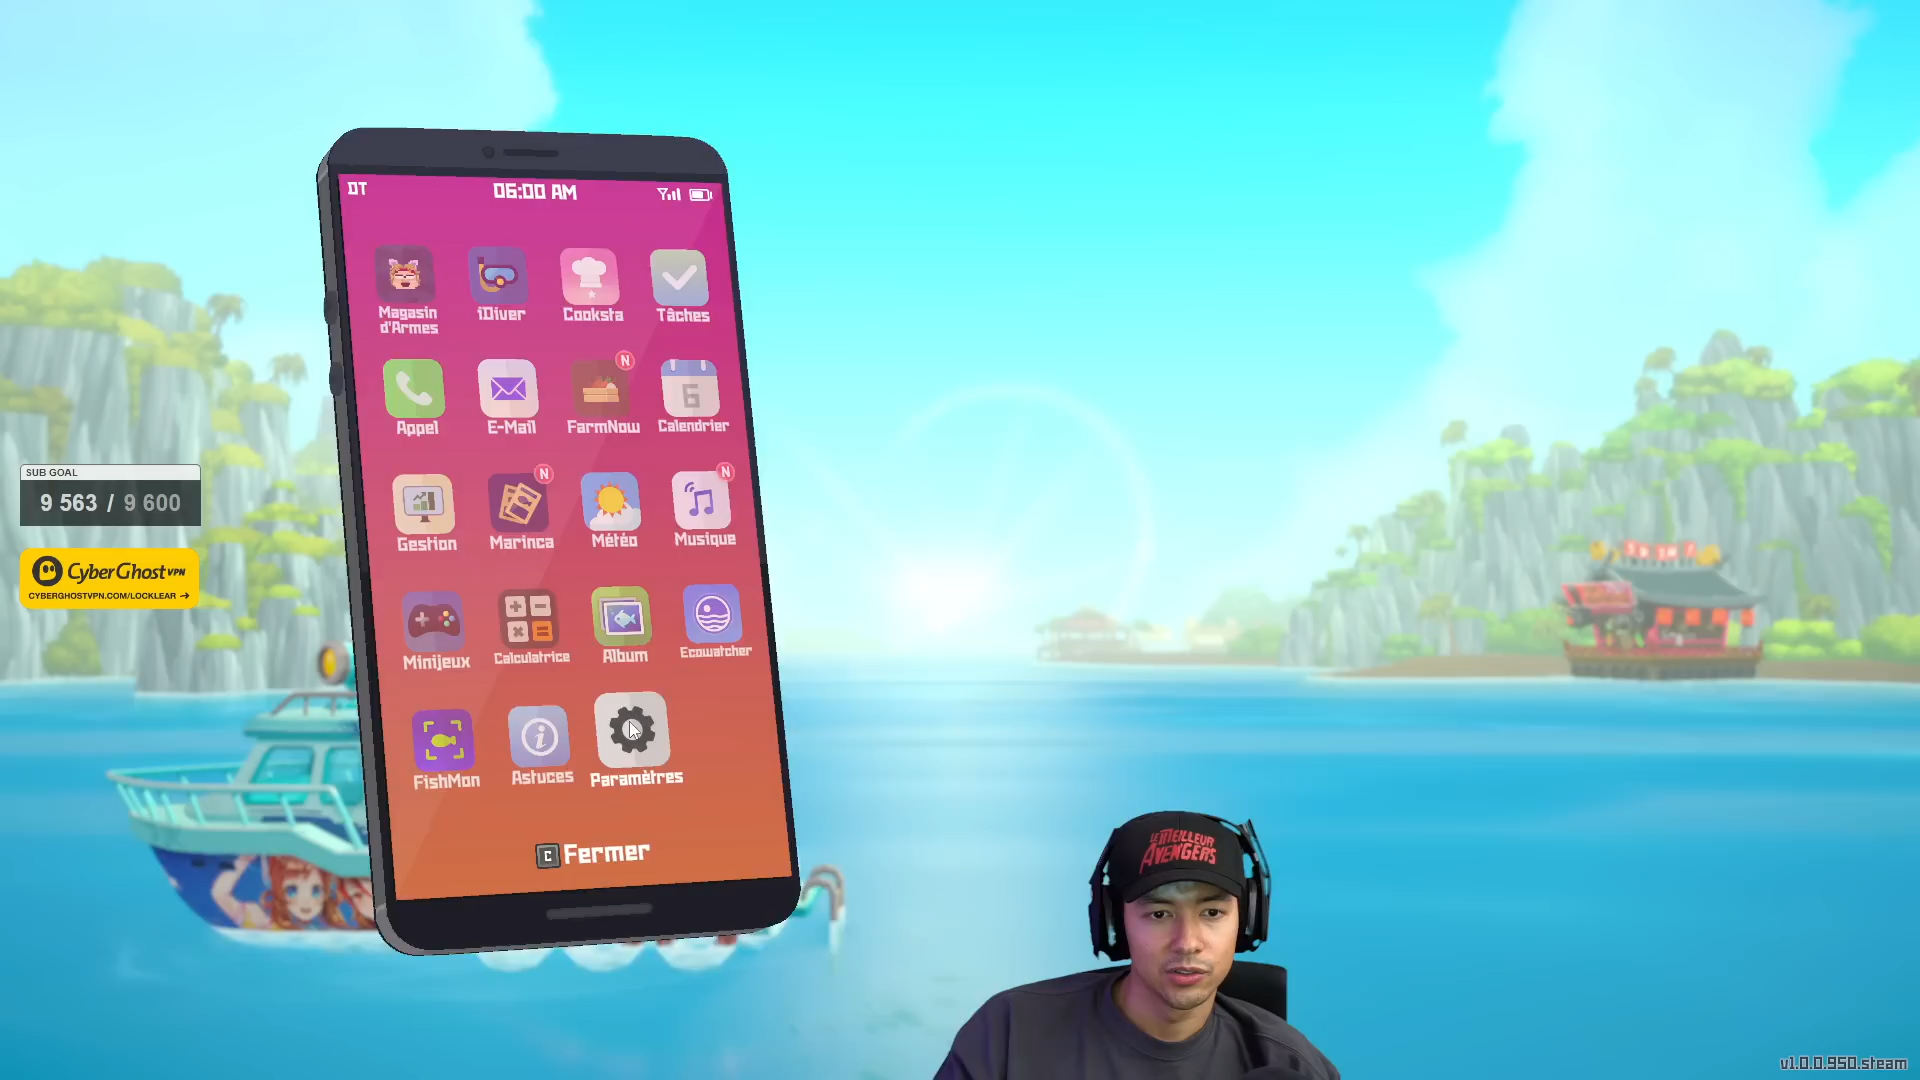 DT
06:00 AM
Magasin
d'Armes
iDiver
Cooksta
Tâches
Appel
E-Mail
N
FarmNow
6
Calendrier
Gestion
N
Marinca
Météo
N
Musique
Minijeux
Calculatrice
Album
Ecowatcher
FishMon
Astuces
Paramètres
C Fermer
SUB GOAL
9 563 / 9 600
CyberGhost VPN
CYBERGHOSTVPN.COM/LOCKLEAR →
LE MEILLEUR
AVENGERS
v1.0.0.950.steam